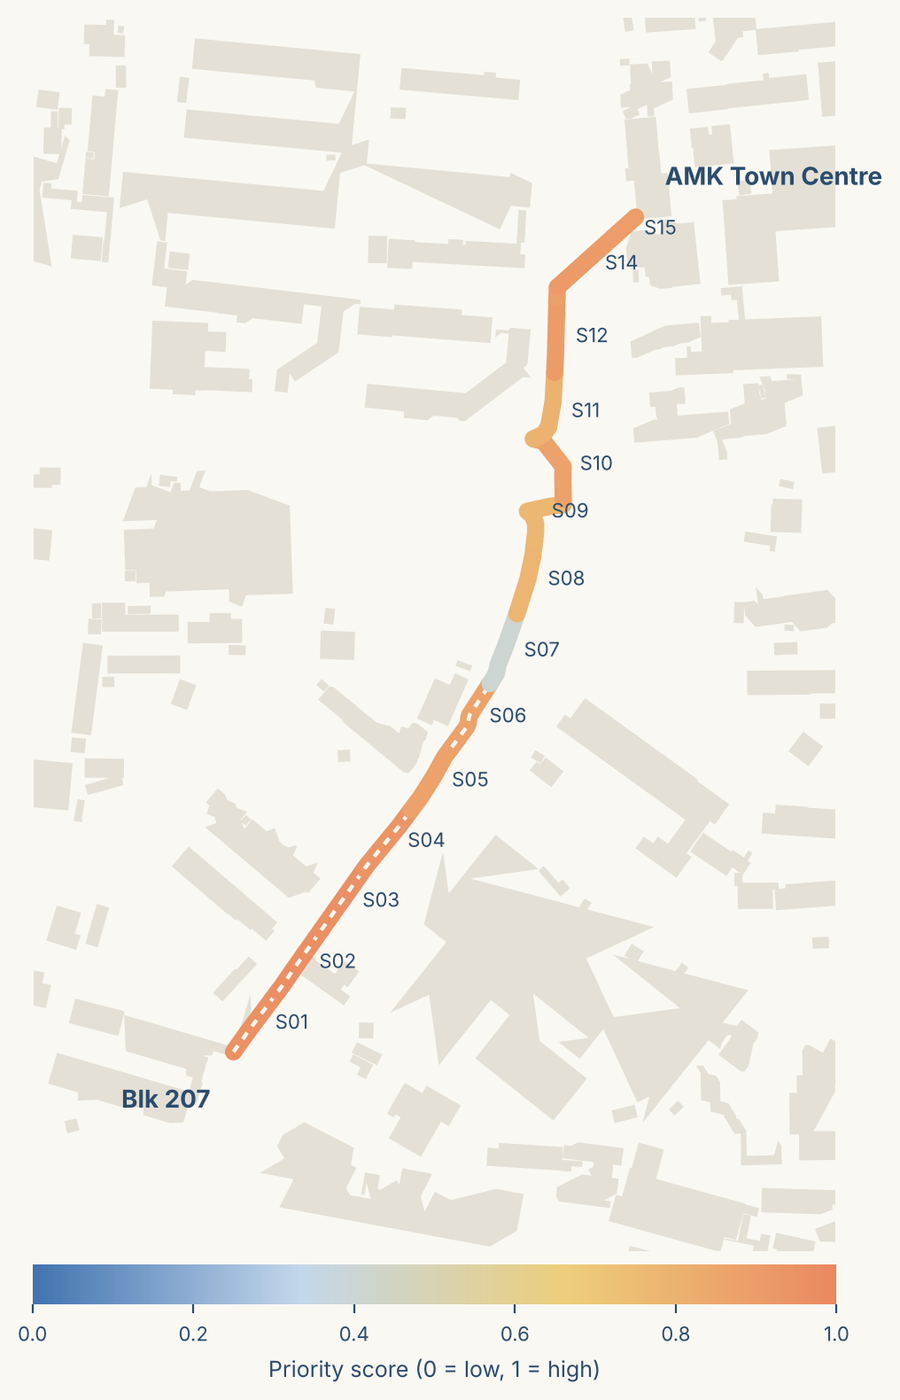 AMK Town Centre
S15
S14
S12
S11
S10
S09
S08
S07
S06
S05
S04
S03
S02
S01
Blk 207
0.0 0.2 0.4 0.6 0.8 1.0
Priority score (0 = low, 1 = high)